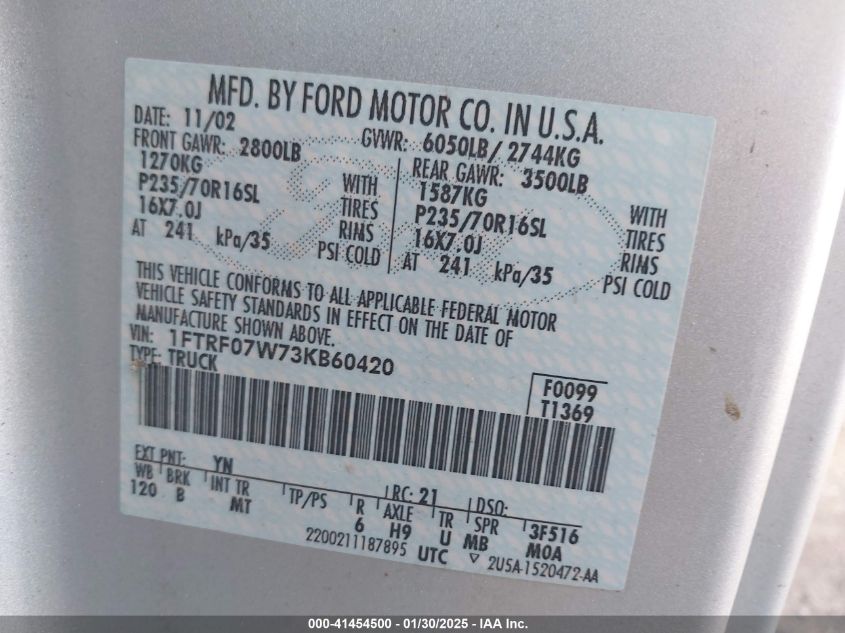 MFD. BY FORD MOTOR CO. IN U.S.A.
DATE: 11/02 GVWR: 6050LB/ 2744KG
FRONT GAWR: 2800LB REAR GAWR: 3500LB
1270KG WITH 1587KG WITH
P235/70R16SL TIRES P235/70R16SL TIRES
16X7.0J RIMS 16X7.0J RIMS
AT 241 kPa/35 PSI COLD AT 241 kPa/35 PSI COLD
THIS VEHICLE CONFORMS TO ALL APPLICABLE FEDERAL MOTOR
VEHICLE SAFETY STANDARDS IN EFFECT ON THE DATE OF
MANUFACTURE SHOWN ABOVE.
VIN: 1FTRF07W73KB60420
TYPE: TRUCK
F0099
T1369
EXT PNT: YN RC: 21 DSO:
WB BRK INT TR TP/PS R AXLE TR SPR 3F516
120 B MT 6 H9 U MB MOA
2200211187895 UTC ▽ 2U5A-1520472-AA
000-41454500 - 01/30/2025 - IAA Inc.